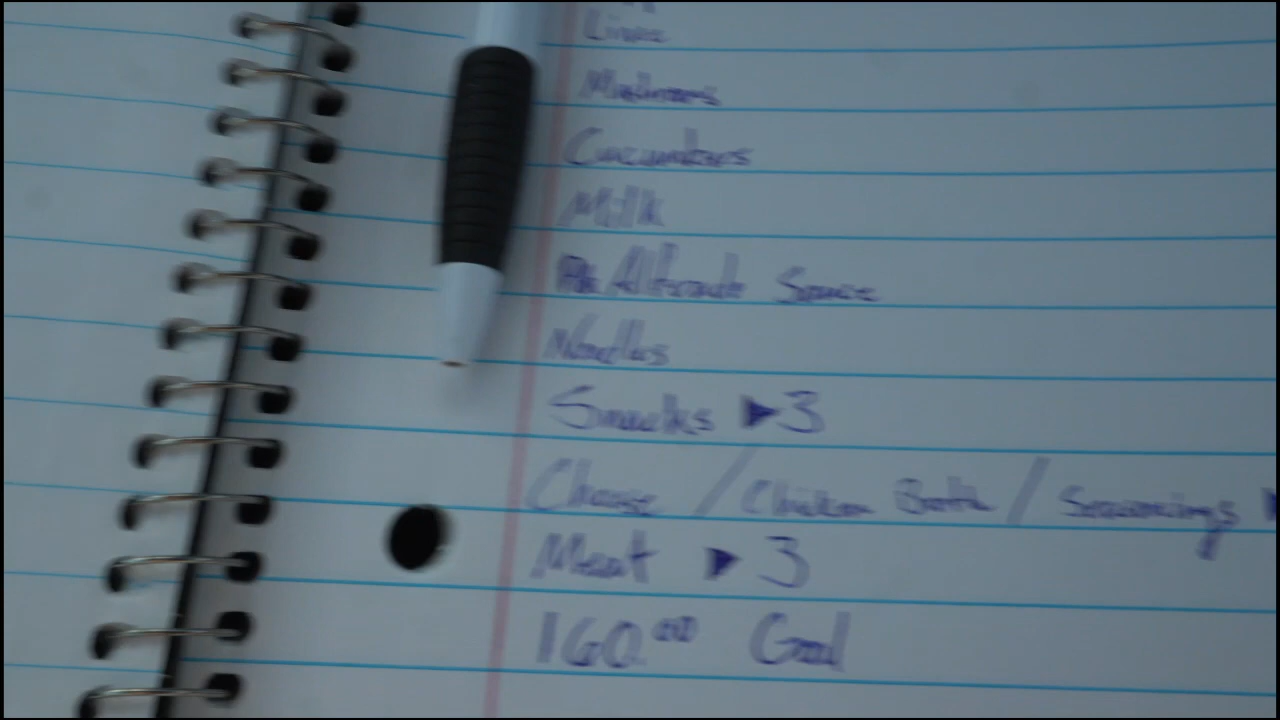 Limes
Mushrooms
Cucumbers
Milk
Alfredo Sauce
Noodles
Snacks ▶3
Cheese / Chicken Broth / Seasonings
Meat ▶ 3
160.00 Goal